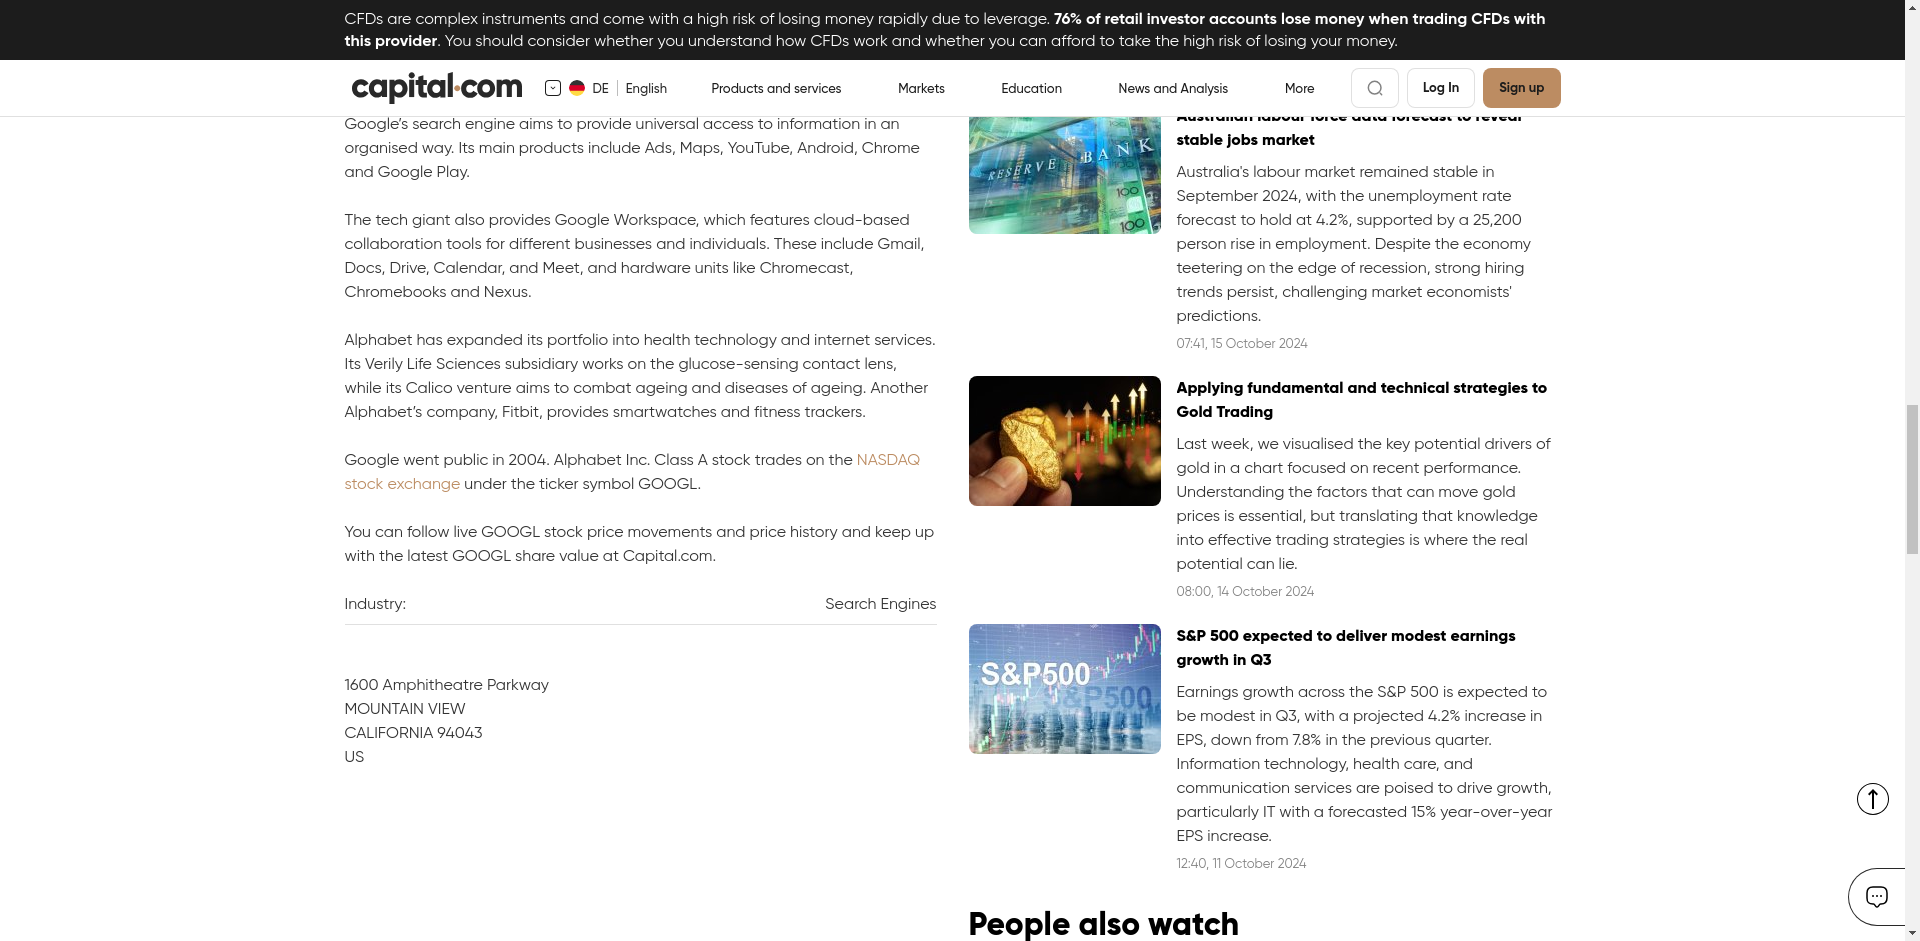 CFDs are complex instruments and come with a high risk of losing money rapidly due to leverage. 76% of retail investor accounts lose money when trading CFDs with
this provider. You should consider whether you understand how CFDs work and whether you can afford to take the high risk of losing your money.
capital.com
DE
English
Products and services
Markets
Education
News and Analysis
More
Log In
Sign up
Google’s search engine aims to provide universal access to information in an
organised way. Its main products include Ads, Maps, YouTube, Android, Chrome
and Google Play.
The tech giant also provides Google Workspace, which features cloud-based
collaboration tools for different businesses and individuals. These include Gmail,
Docs, Drive, Calendar, and Meet, and hardware units like Chromecast,
Chromebooks and Nexus.
Alphabet has expanded its portfolio into health technology and internet services.
Its Verily Life Sciences subsidiary works on the glucose-sensing contact lens,
while its Calico venture aims to combat ageing and diseases of ageing. Another
Alphabet’s company, Fitbit, provides smartwatches and fitness trackers.
Google went public in 2004. Alphabet Inc. Class A stock trades on the NASDAQ
stock exchange under the ticker symbol GOOGL.
You can follow live GOOGL stock price movements and price history and keep up
with the latest GOOGL share value at Capital.com.
Industry:
Search Engines
1600 Amphitheatre Parkway
MOUNTAIN VIEW
CALIFORNIA 94043
US
RESERVE BANK
100
100
Australian labour force data forecast to reveal
stable jobs market
Australia's labour market remained stable in
September 2024, with the unemployment rate
forecast to hold at 4.2%, supported by a 25,200
person rise in employment. Despite the economy
teetering on the edge of recession, strong hiring
trends persist, challenging market economists'
predictions.
07:41, 15 October 2024
Applying fundamental and technical strategies to
Gold Trading
Last week, we visualised the key potential drivers of
gold in a chart focused on recent performance.
Understanding the factors that can move gold
prices is essential, but translating that knowledge
into effective trading strategies is where the real
potential can lie.
08:00, 14 October 2024
S&P500
S&P500
S&P 500 expected to deliver modest earnings
growth in Q3
Earnings growth across the S&P 500 is expected to
be modest in Q3, with a projected 4.2% increase in
EPS, down from 7.8% in the previous quarter.
Information technology, health care, and
communication services are poised to drive growth,
particularly IT with a forecasted 15% year-over-year
EPS increase.
12:40, 11 October 2024
People also watch